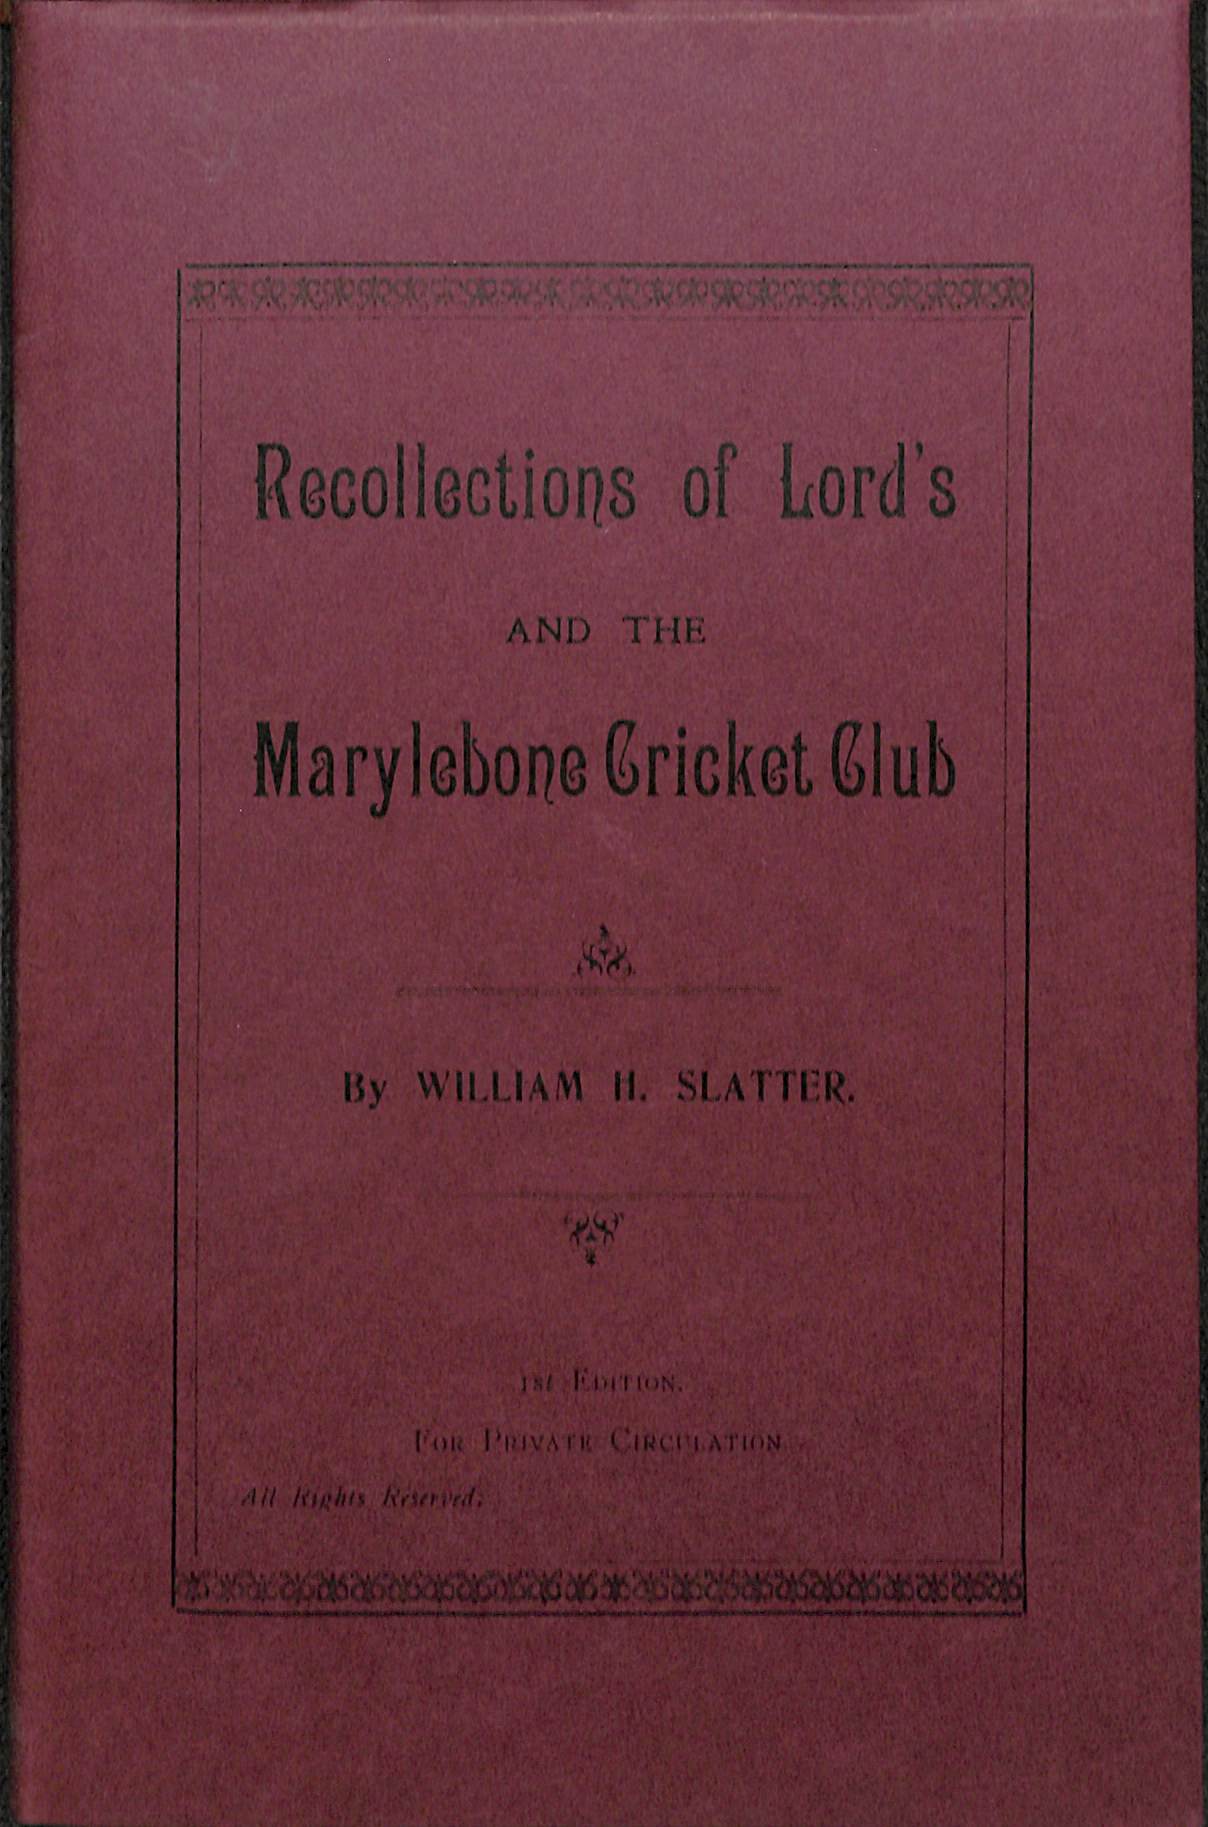 Recollections of Lord's
AND THE
Marylebone Cricket Club
By WILLIAM H. SLATTER.
1st EDITION.
FOR PRIVATE CIRCULATION
All Rights Reserved.